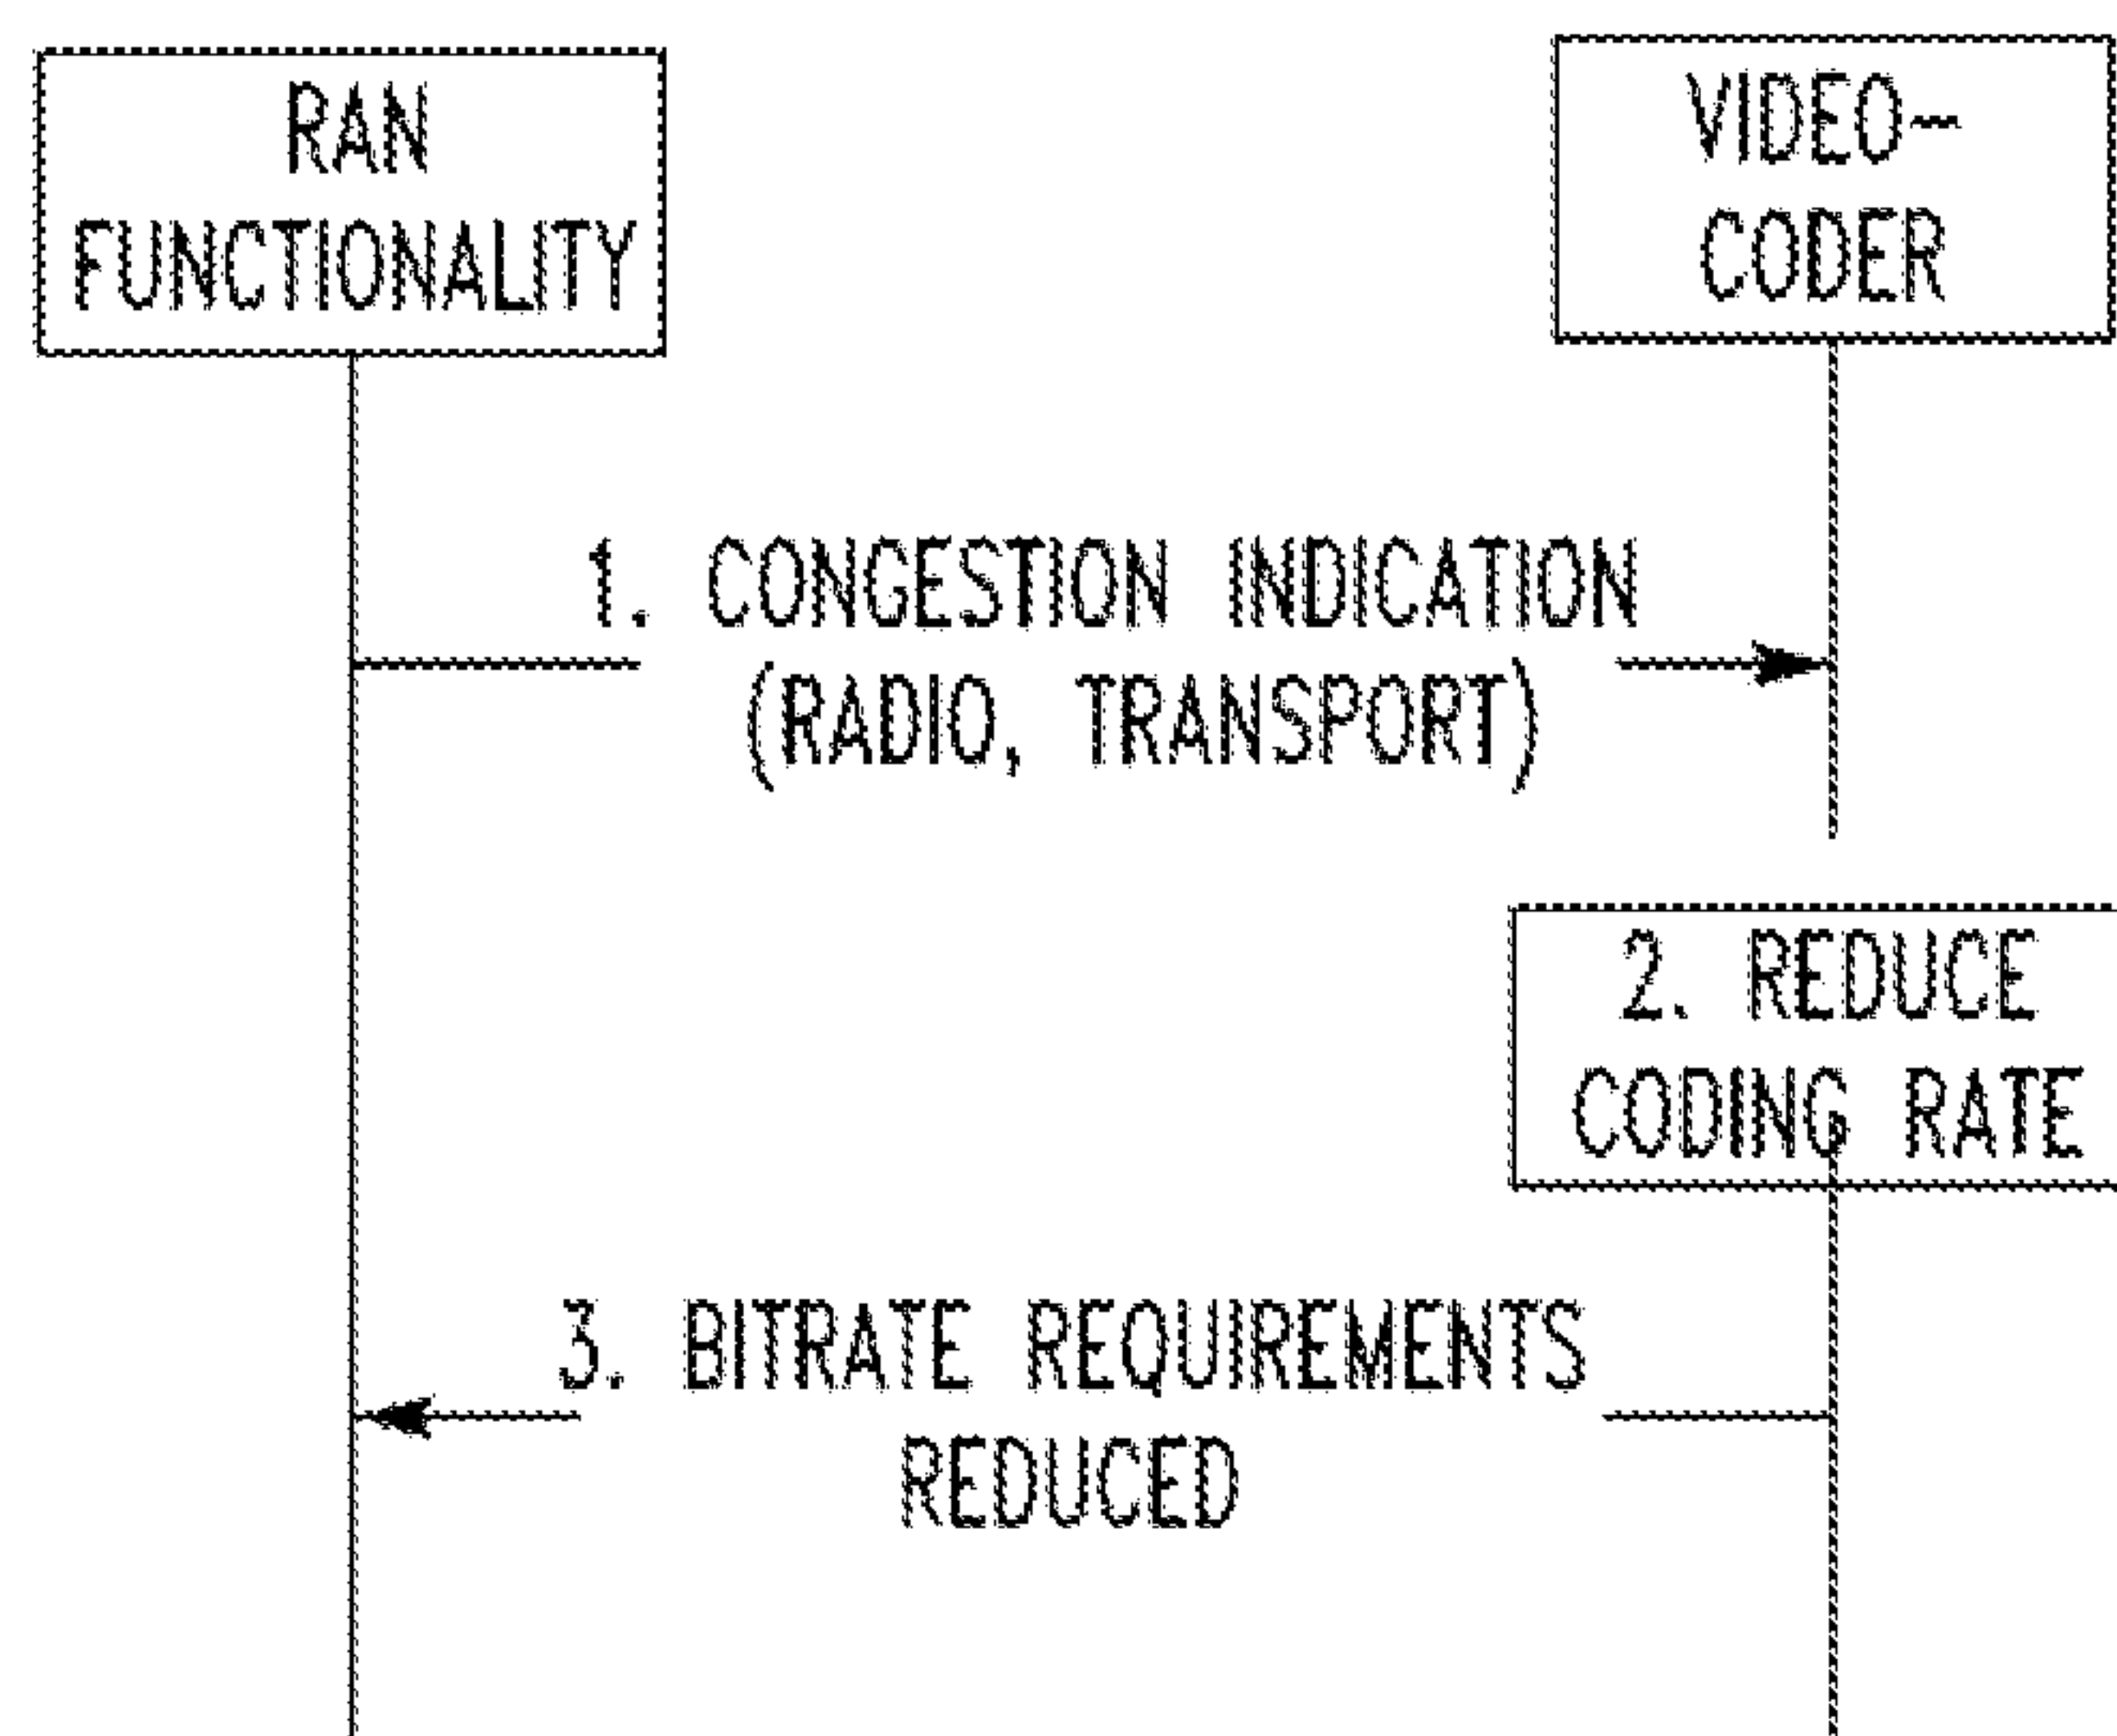 RAN
FUNCTIONALITY
VIDEO-
CODER
1. CONGESTION INDICATION
(RADIO, TRANSPORT)
2. REDUCE
CODING RATE
3. BITRATE REQUIREMENTS
REDUCED